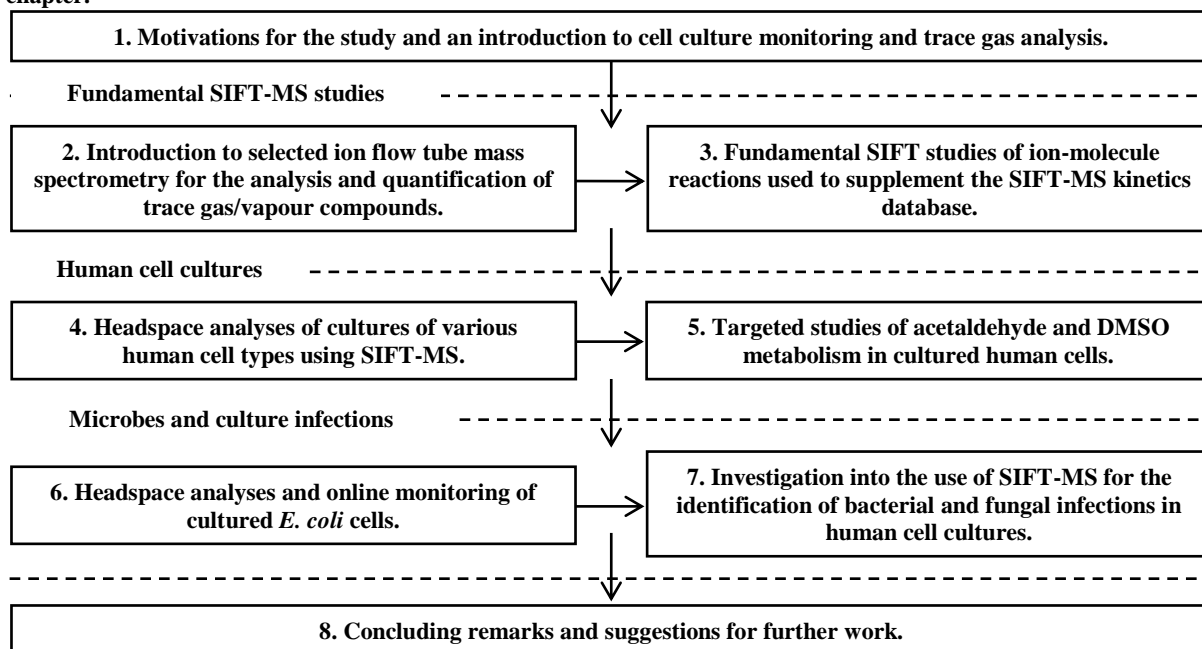 chapter.
1. Motivations for the study and an introduction to cell culture monitoring and trace gas analysis.
Fundamental SIFT-MS studies
2. Introduction to selected ion flow tube mass
spectrometry for the analysis and quantification of
trace gas/vapour compounds.
3. Fundamental SIFT studies of ion-molecule
reactions used to supplement the SIFT-MS kinetics
database.
Human cell cultures
4. Headspace analyses of cultures of various
human cell types using SIFT-MS.
5. Targeted studies of acetaldehyde and DMSO
metabolism in cultured human cells.
Microbes and culture infections
6. Headspace analyses and online monitoring of
cultured E. coli cells.
7. Investigation into the use of SIFT-MS for the
identification of bacterial and fungal infections in
human cell cultures.
8. Concluding remarks and suggestions for further work.